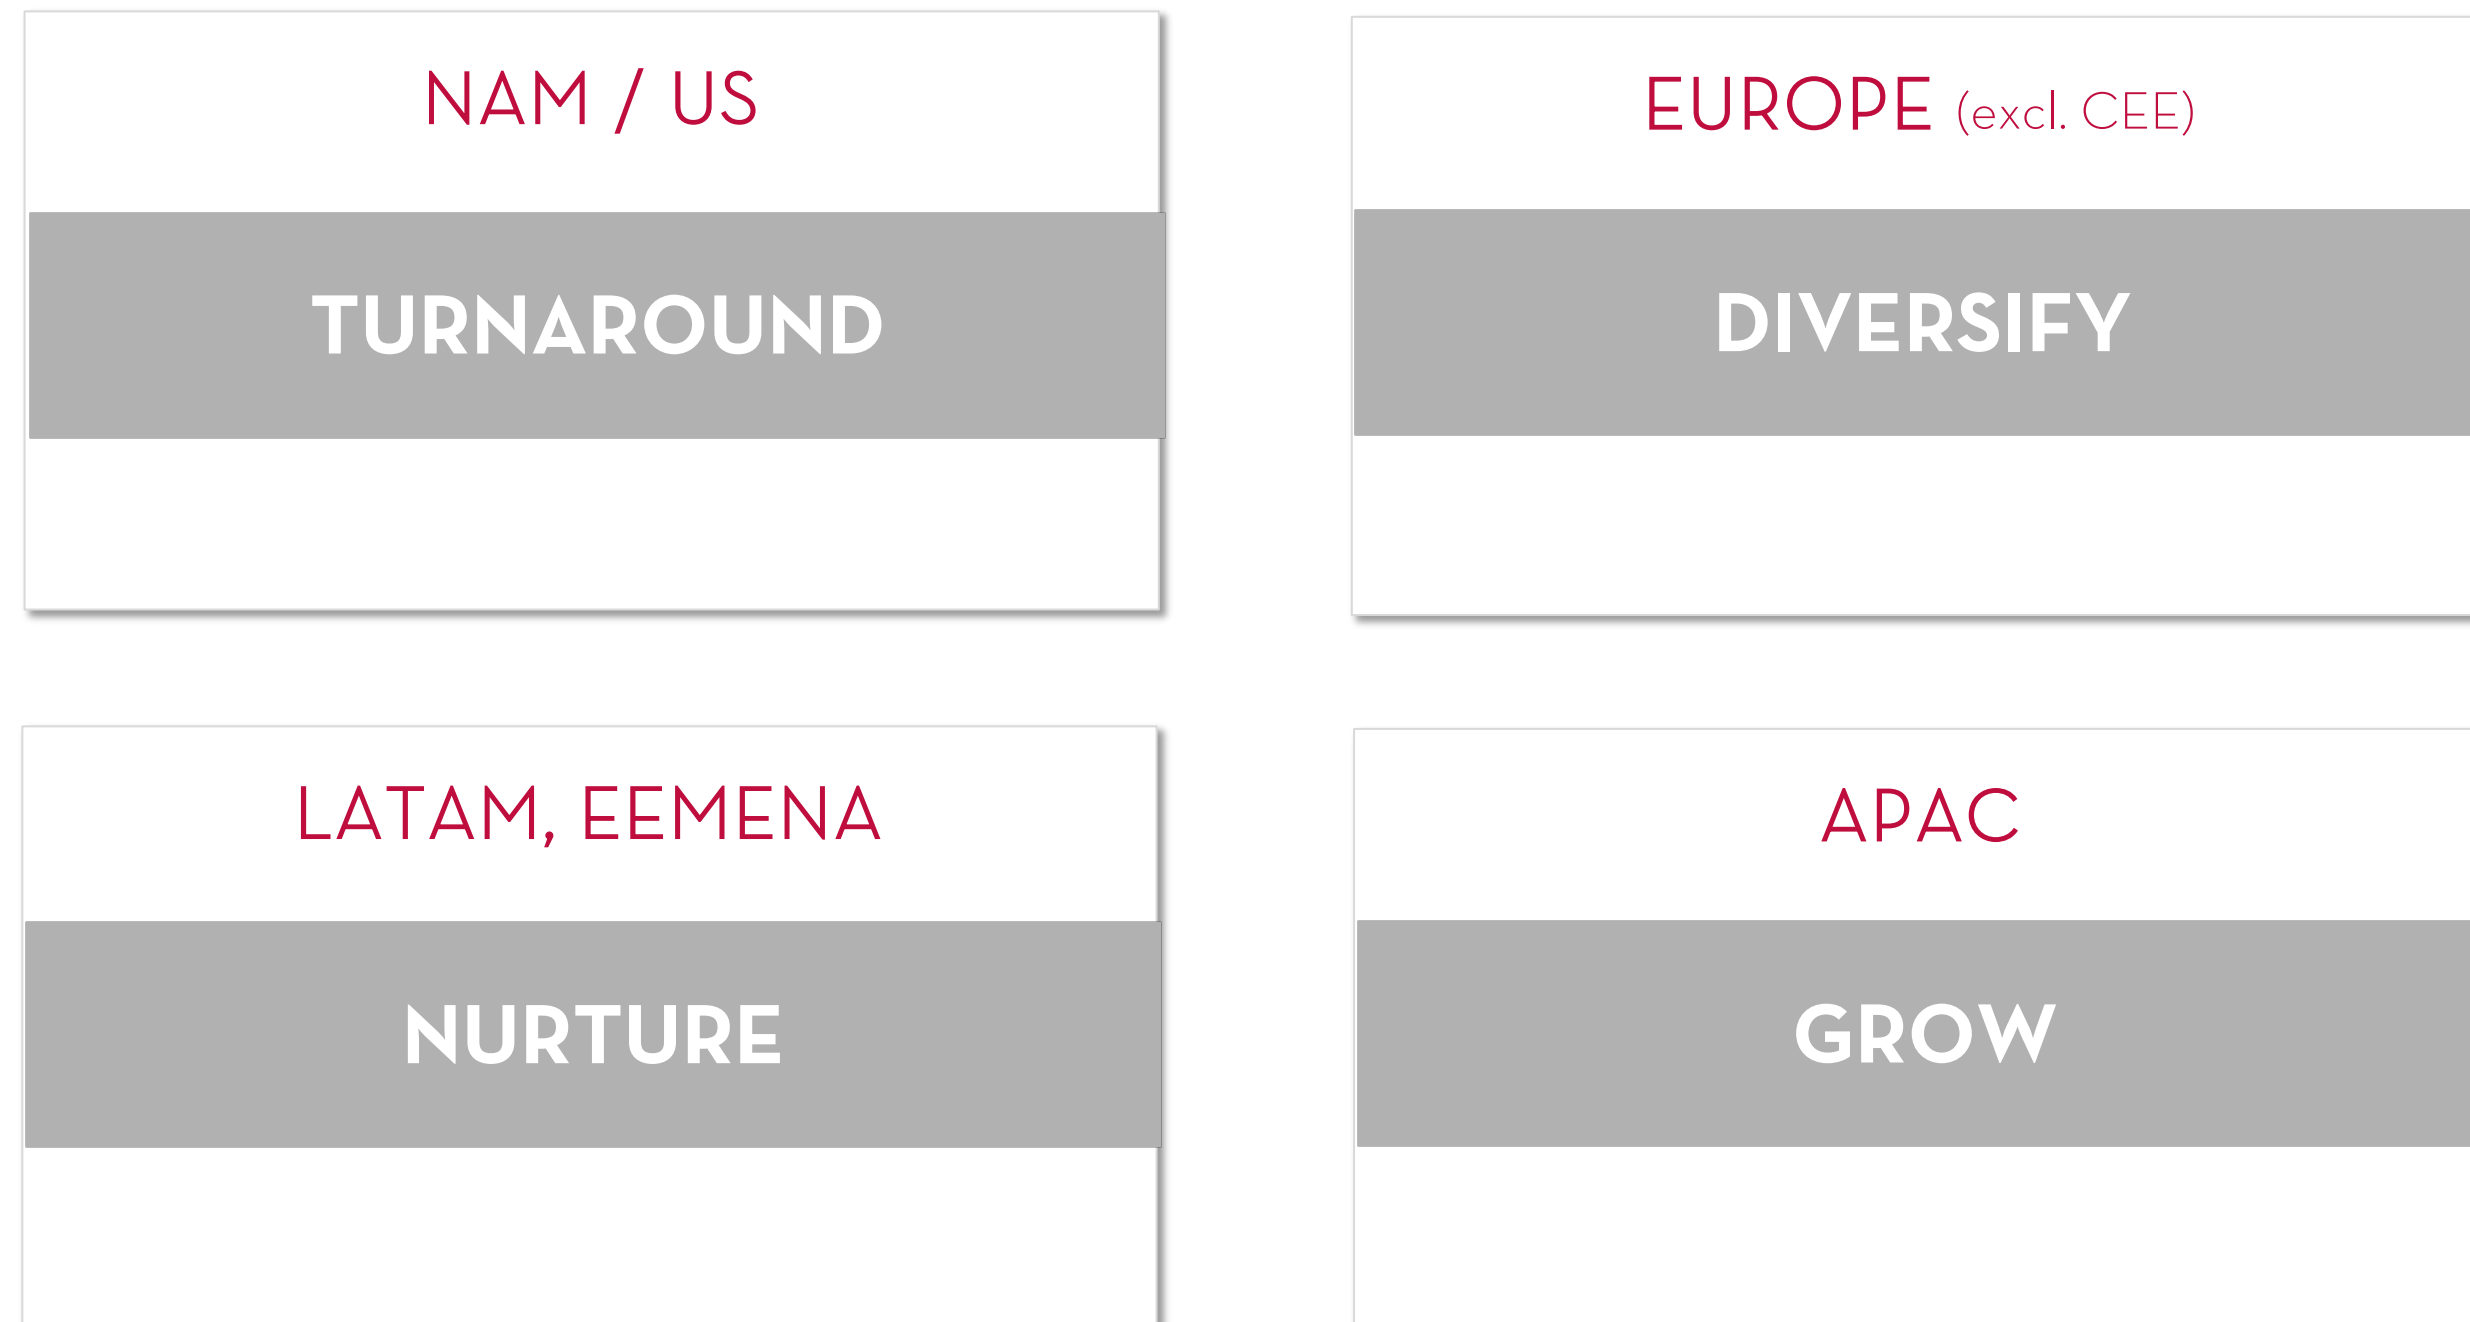 NAM / US
TURNAROUND
EUROPE (excl. CEE)
DIVERSIFY
LATAM, EEMENA
NURTURE
APAC
GROW